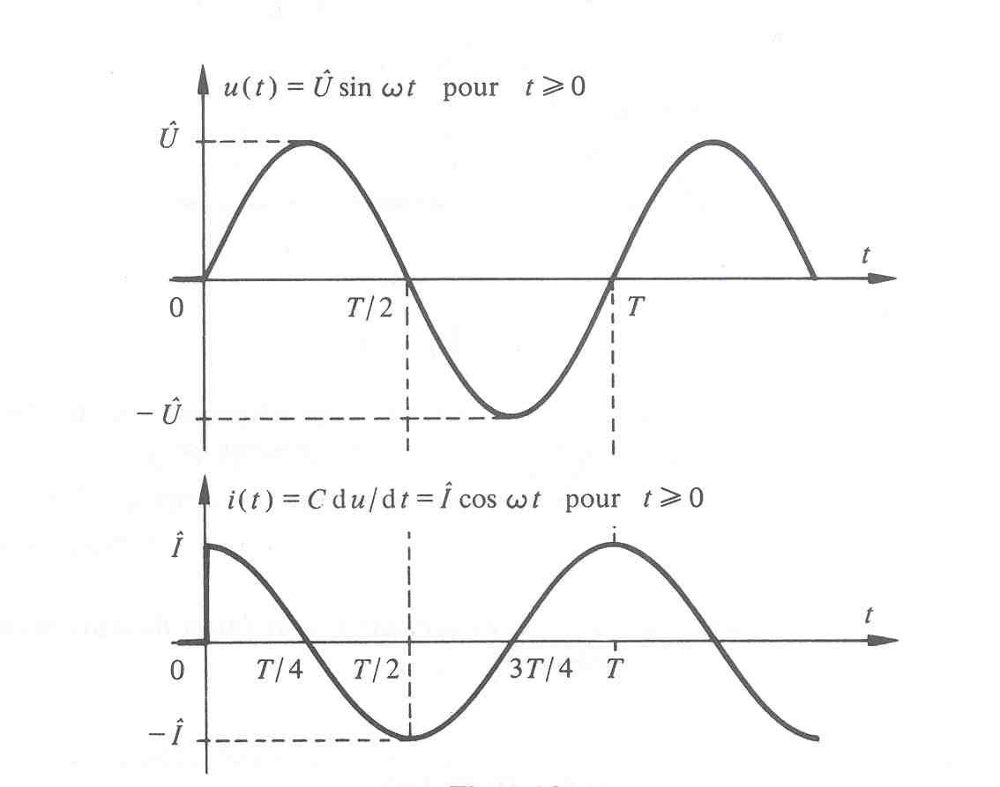 u(t) = Û sin ωt pour t ⩾ 0
Û
t
0 T/2 T
− Û
i(t) = C du/dt = Î cos ωt pour t ⩾ 0
Î
t
0 T/4 T/2 3T/4 T
− Î